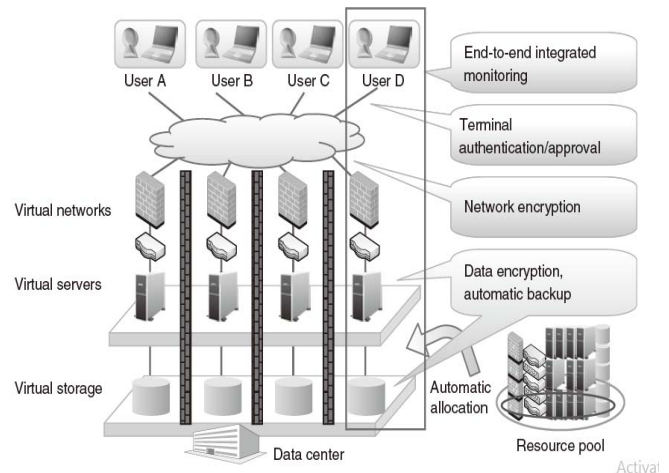 User A
User B
User C
User D
End-to-end integrated
monitoring
Terminal
authentication/approval
Virtual networks
Network encryption
Virtual servers
Data encryption,
automatic backup
Virtual storage
Automatic
allocation
Resource pool
Data center
Activat